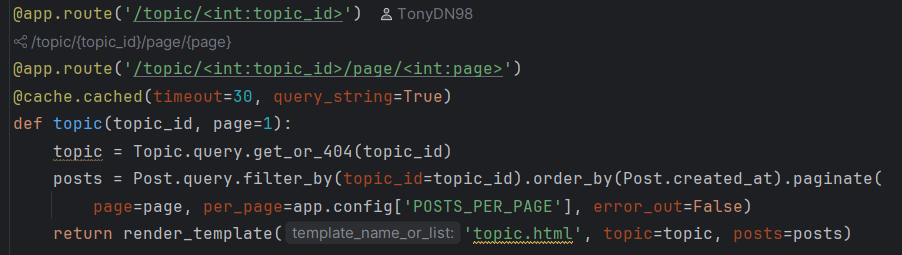 @app.route('/topic/<int:topic_id>') TonyDN98
/topic/{topic_id}/page/{page}
@app.route('/topic/<int:topic_id>/page/<int:page>')
@cache.cached(timeout=30, query_string=True)
def topic(topic_id, page=1):
    topic = Topic.query.get_or_404(topic_id)
    posts = Post.query.filter_by(topic_id=topic_id).order_by(Post.created_at).paginate(
        page=page, per_page=app.config['POSTS_PER_PAGE'], error_out=False)
    return render_template( template_name_or_list: 'topic.html', topic=topic, posts=posts)